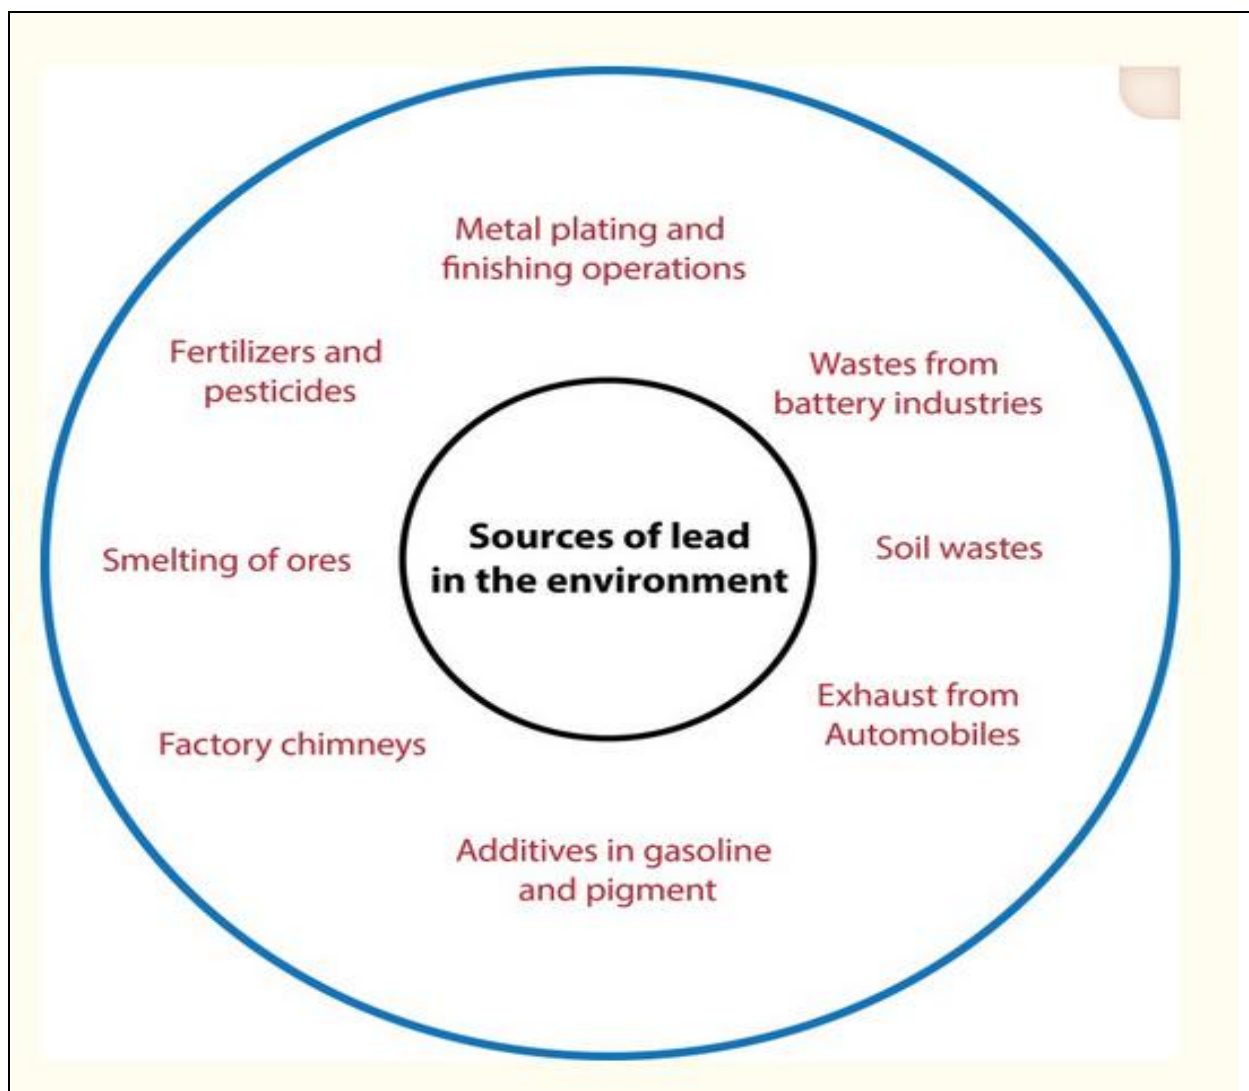 Metal plating and
finishing operations
Fertilizers and
pesticides
Wastes from
battery industries
Sources of lead
in the environment
Smelting of ores
Soil wastes
Exhaust from
Automobiles
Factory chimneys
Additives in gasoline
and pigment